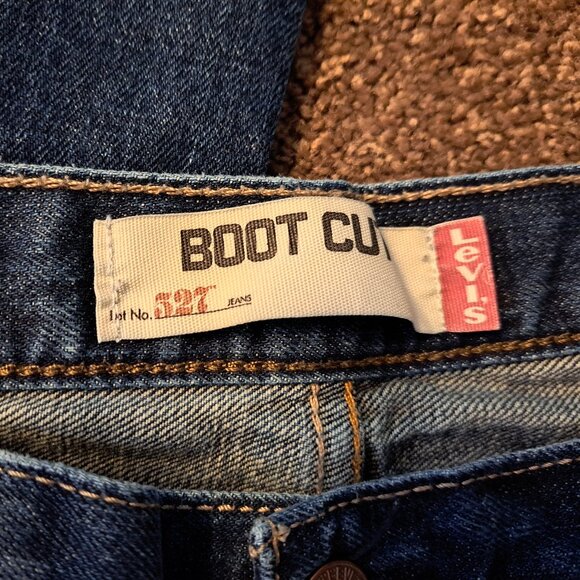 BOOT CU
Lot No. 527 JEANS
Levi's